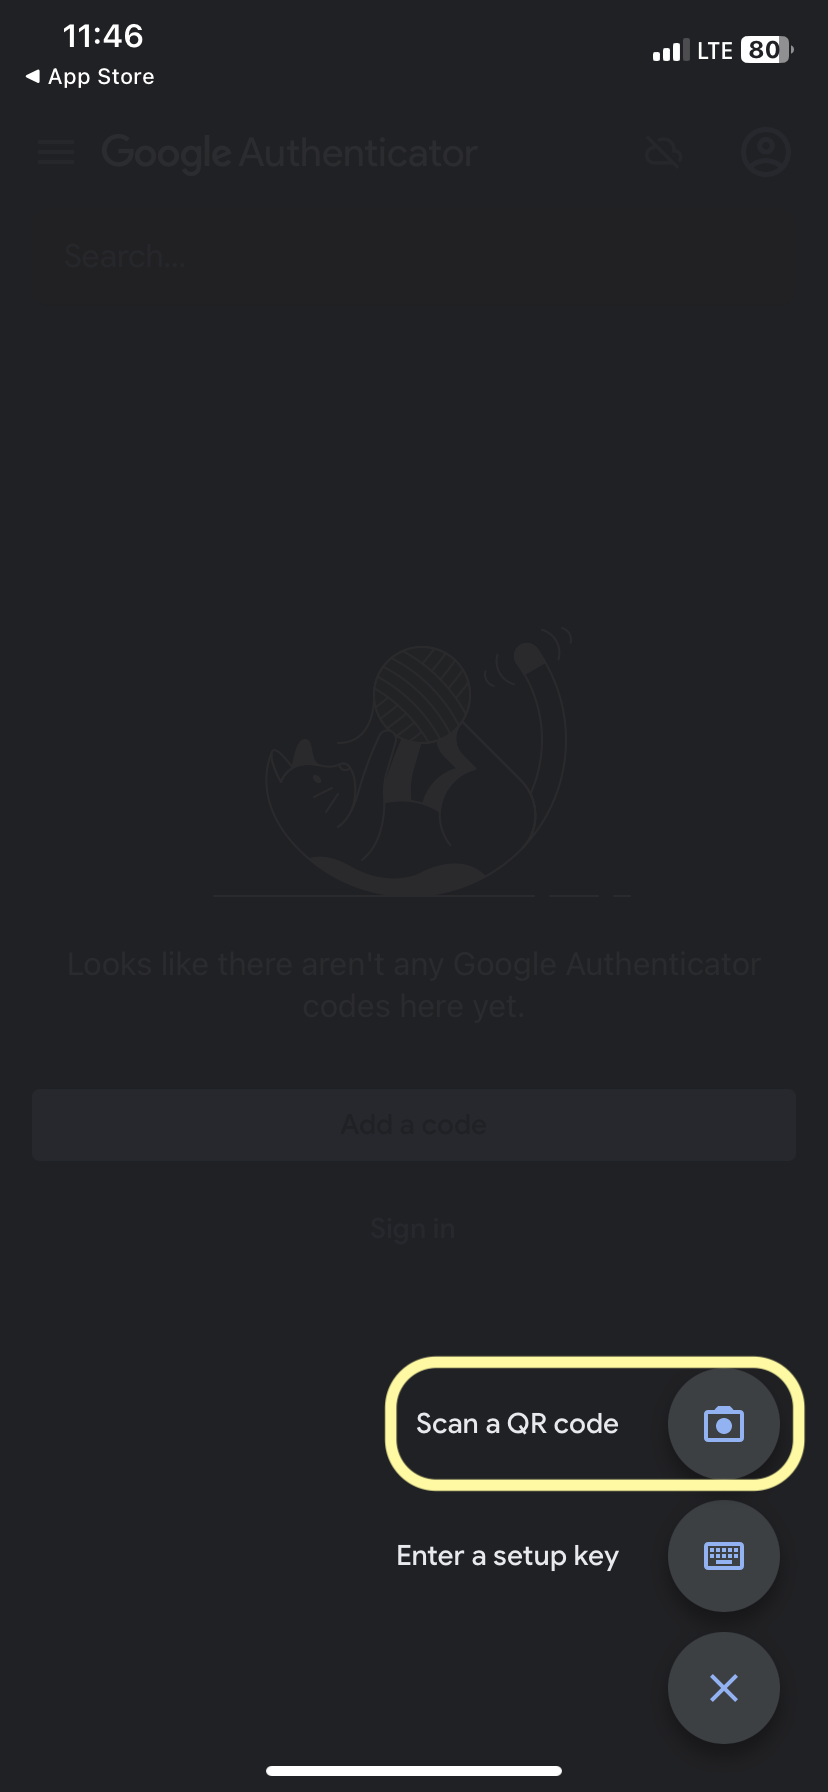 11:46
LTE 80
◀ App Store
Google Authenticator
Search...
Looks like there aren't any Google Authenticator
codes here yet.
Add a code
Sign in
Scan a QR code
Enter a setup key